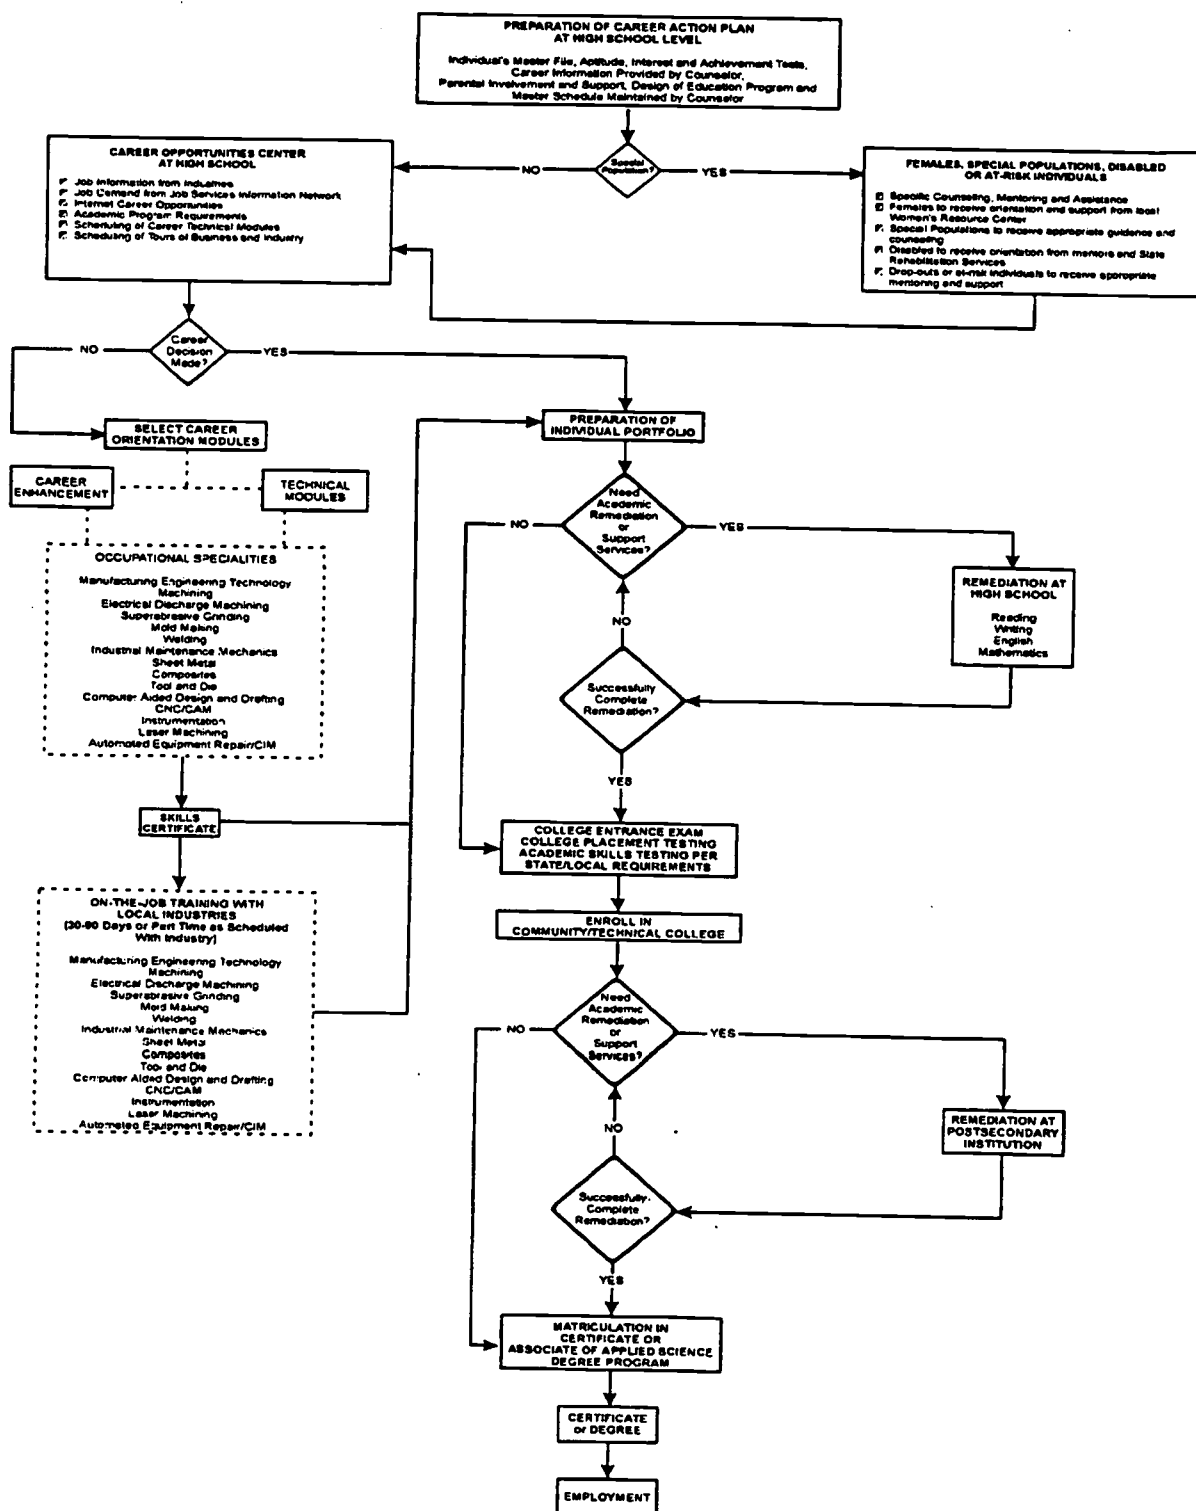 PREPARATION OF CAREER ACTION PLAN
AT HIGH SCHOOL LEVEL
Individual's Master File, Aptitude, Interest and Achievement Tests,
Career Information Provided by Counselor,
Parental Involvement and Support, Design of Education Program and
Master Schedule Maintained by Counselor
Special
Population?
NO
YES
CAREER OPPORTUNITIES CENTER
AT HIGH SCHOOL
Job Information from Industries
Job Demand from Job Services Information Network
Internet Career Opportunities
Academic Program Requirements
Scheduling of Career Technical Modules
Scheduling of Tours of Business and Industry
FEMALES, SPECIAL POPULATIONS, DISABLED
OR AT-RISK INDIVIDUALS
Specific Counseling, Mentoring and Assistance
Females to receive orientation and support from local
Women's Resource Center
Special Populations to receive appropriate guidance and
counseling
Disabled to receive orientation from mentors and State
Rehabilitation Services
Drop-outs or at-risk individuals to receive appropriate
mentoring and support
Career
Decision
Made?
NO
YES
SELECT CAREER
ORIENTATION MODULES
CAREER
ENHANCEMENT
TECHNICAL
MODULES
OCCUPATIONAL SPECIALITIES
Manufacturing Engineering Technology
Machining
Electrical Discharge Machining
Superabrasive Grinding
Mold Making
Welding
Industrial Maintenance Mechanics
Sheet Metal
Composites
Tool and Die
Computer Aided Design and Drafting
CNC/CAM
Instrumentation
Laser Machining
Automated Equipment Repair/CIM
SKILLS
CERTIFICATE
ON-THE-JOB TRAINING WITH
LOCAL INDUSTRIES
(30-90 Days or Part Time as Scheduled
With Industry)
Manufacturing Engineering Technology
Machining
Electrical Discharge Machining
Superabrasive Grinding
Mold Making
Welding
Industrial Maintenance Mechanics
Sheet Metal
Composites
Tool and Die
Computer Aided Design and Drafting
CNC/CAM
Instrumentation
Laser Machining
Automated Equipment Repair/CIM
PREPARATION OF
INDIVIDUAL PORTFOLIO
Need
Academic
Remediation
or
Support
Services?
NO
YES
REMEDIATION AT
HIGH SCHOOL
Reading
Writing
English
Mathematics
NO
Successfully
Complete
Remediation?
YES
COLLEGE ENTRANCE EXAM
COLLEGE PLACEMENT TESTING
ACADEMIC SKILLS TESTING PER
STATE/LOCAL REQUIREMENTS
ENROLL IN
COMMUNITY/TECHNICAL COLLEGE
Need
Academic
Remediation
or
Support
Services?
NO
YES
REMEDIATION AT
POSTSECONDARY
INSTITUTION
NO
Successfully
Complete
Remediation?
YES
MATRICULATION IN
CERTIFICATE OR
ASSOCIATE OF APPLIED SCIENCE
DEGREE PROGRAM
CERTIFICATE
or DEGREE
EMPLOYMENT